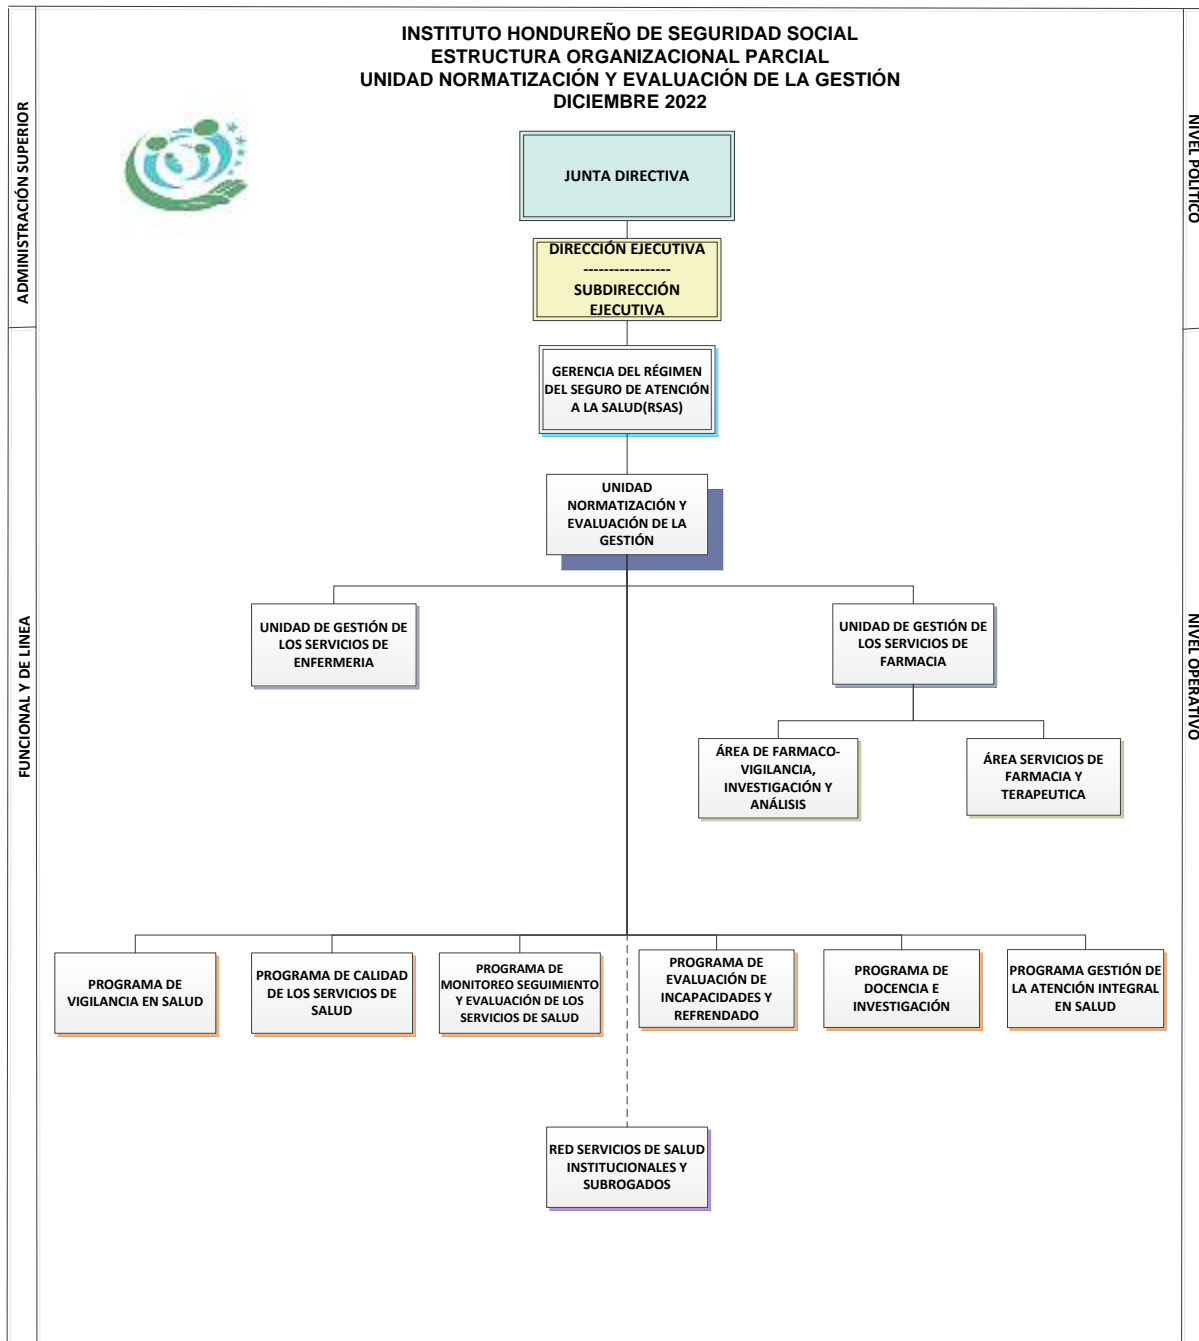 INSTITUTO HONDUREÑO DE SEGURIDAD SOCIAL
ESTRUCTURA ORGANIZACIONAL PARCIAL
UNIDAD NORMATIZACIÓN Y EVALUACIÓN DE LA GESTIÓN
DICIEMBRE 2022
ADMINISTRACIÓN SUPERIOR
NIVEL POLÍTICO
JUNTA DIRECTIVA
DIRECCIÓN EJECUTIVA
-----------------
SUBDIRECCIÓN
EJECUTIVA
GERENCIA DEL RÉGIMEN
DEL SEGURO DE ATENCIÓN
A LA SALUD(RSAS)
UNIDAD
NORMATIZACIÓN Y
EVALUACIÓN DE LA
GESTIÓN
FUNCIONAL Y DE LINEA
NIVEL OPERATIVO
UNIDAD DE GESTIÓN DE
LOS SERVICIOS DE
ENFERMERIA
UNIDAD DE GESTIÓN DE
LOS SERVICIOS DE
FARMACIA
ÁREA DE FARMACO-
VIGILANCIA,
INVESTIGACIÓN Y
ANÁLISIS
ÁREA SERVICIOS DE
FARMACIA Y
TERAPEUTICA
PROGRAMA DE
VIGILANCIA EN SALUD
PROGRAMA DE CALIDAD
DE LOS SERVICIOS DE
SALUD
PROGRAMA DE
MONITOREO SEGUIMIENTO
Y EVALUACIÓN DE LOS
SERVICIOS DE SALUD
PROGRAMA DE
EVALUACIÓN DE
INCAPACIDADES Y
REFRENDADO
PROGRAMA DE
DOCENCIA E
INVESTIGACIÓN
PROGRAMA GESTIÓN DE
LA ATENCIÓN INTEGRAL
EN SALUD
RED SERVICIOS DE SALUD
INSTITUCIONALES Y
SUBROGADOS